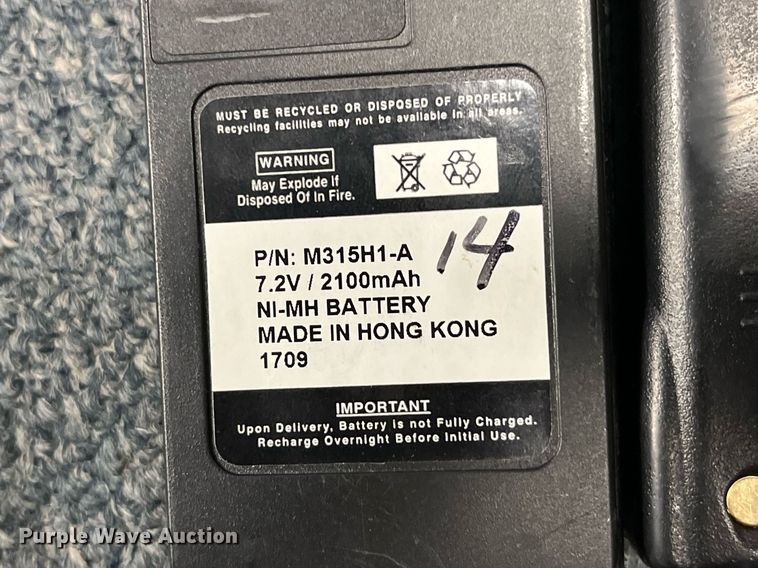 MUST BE RECYCLED OR DISPOSED OF PROPERLY
Recycling facilities may not be available in all areas.
WARNING
May Explode If
Disposed Of In Fire.
P/N: M315H1-A
14
7.2V / 2100mAh
NI-MH BATTERY
MADE IN HONG KONG
1709
IMPORTANT
Upon Delivery, Battery is not Fully Charged.
Recharge Overnight Before Initial Use.
Purple Wave Auction